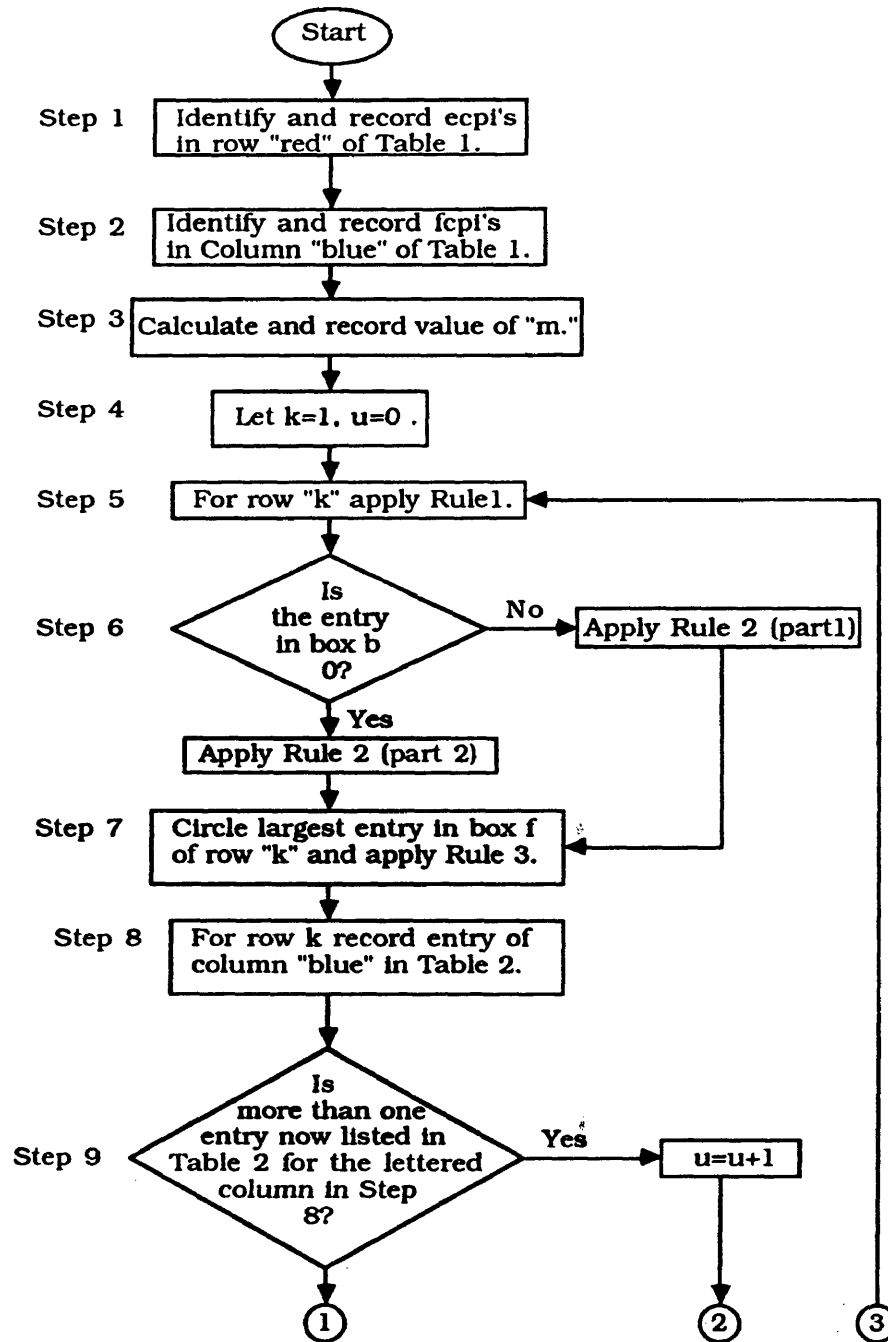 Start
Step 1
Identify and record ecpi's
in row "red" of Table 1.
Step 2
Identify and record fcpi's
in Column "blue" of Table 1.
Step 3
Calculate and record value of "m."
Step 4
Let k=1, u=0 .
Step 5
For row "k" apply Rule1.
Step 6
Is
the entry
in box b
0?
No
Apply Rule 2 (part1)
Yes
Apply Rule 2 (part 2)
Step 7
Circle largest entry in box f
of row "k" and apply Rule 3.
Step 8
For row k record entry of
column "blue" in Table 2.
Step 9
Is
more than one
entry now listed in
Table 2 for the lettered
column in Step
8?
Yes
u=u+1
1
2
3